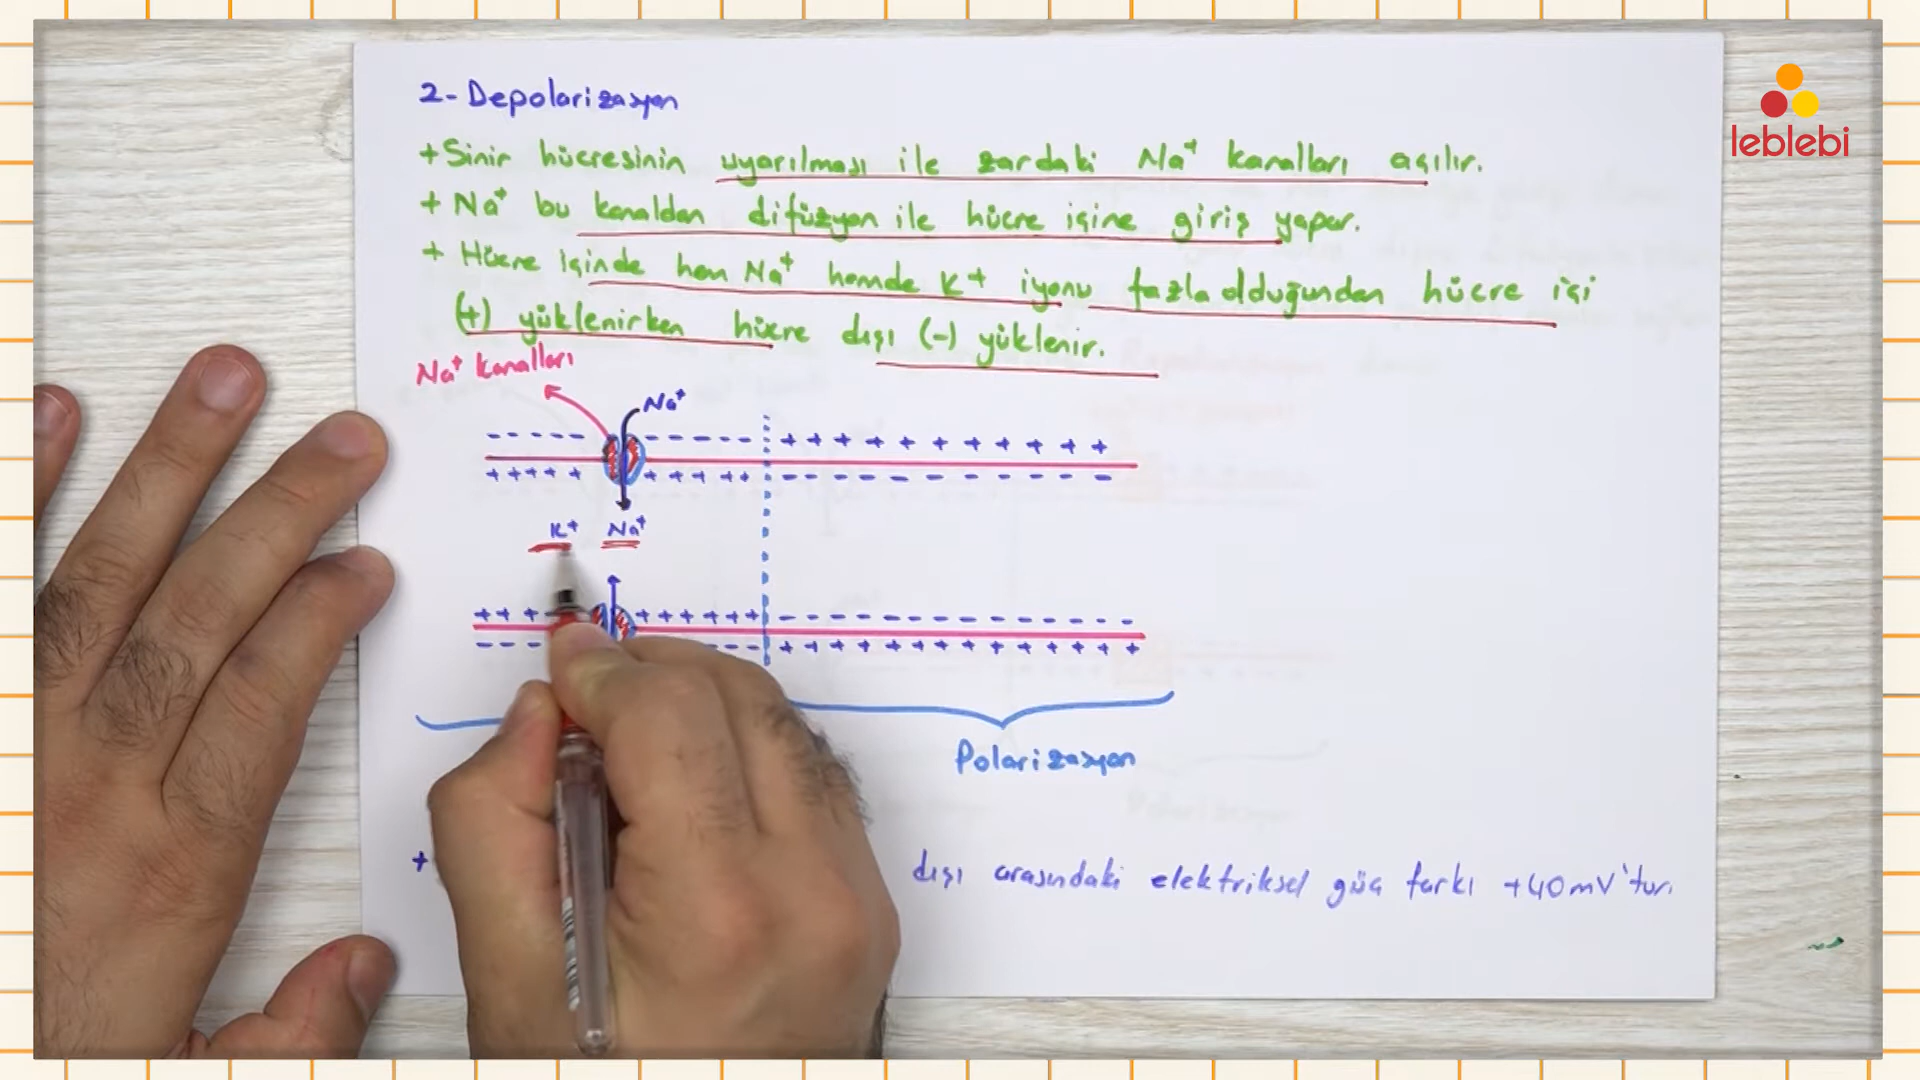 2- Depolarizasyon
leblebi
+Sinir hücresinin uyarılması ile zardaki Na⁺ kanalları açılır.
+ Na⁺ bu kanaldan difüzyon ile hücre içine giriş yapar.
+ Hücre içinde hem Na⁺ hemde K+ iyonu fazla olduğundan hücre içi
(+) yüklenirken hücre dışı (-) yüklenir.
Na⁺ kanalları
Na⁺
- - - - - - - - - - - + + + + + + + + + + +
+ + + + + + + + + + - - - - - - - - - - -
K⁺ Na⁺
+ + + + + + + + + - - - - - - - - - - - - -
- - - - - - + + + + + + + + + + + + + +
Polarizasyon
+ dışı arasındaki elektriksel güç farkı +40mV'tur.